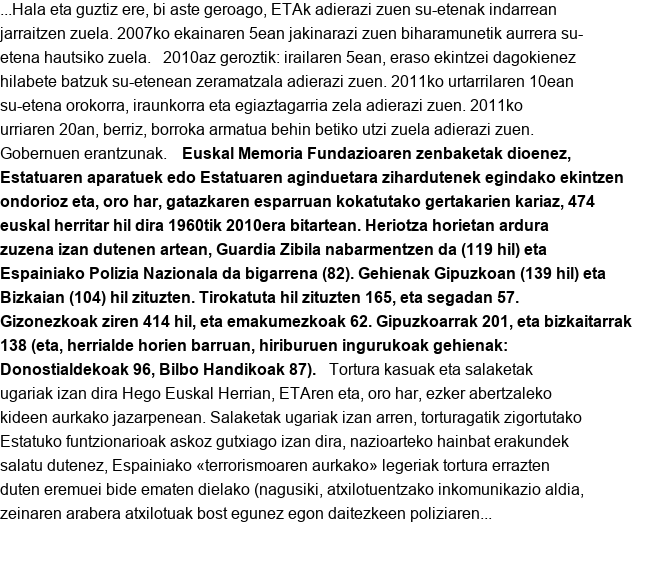 ...Hala eta guztiz ere, bi aste geroago, ETAk adierazi zuen su-etenak indarrean
jarraitzen zuela. 2007ko ekainaren 5ean jakinarazi zuen biharamunetik aurrera su-
etena hautsiko zuela.   2010az geroztik: irailaren 5ean, eraso ekintzei dagokienez
hilabete batzuk su-etenean zeramatzala adierazi zuen. 2011ko urtarrilaren 10ean
su-etena orokorra, iraunkorra eta egiaztagarria zela adierazi zuen. 2011ko
urriaren 20an, berriz, borroka armatua behin betiko utzi zuela adierazi zuen.
Gobernuen erantzunak.   Euskal Memoria Fundazioaren zenbaketak dioenez,
Estatuaren aparatuek edo Estatuaren aginduetara zihardutenek egindako ekintzen
ondorioz eta, oro har, gatazkaren esparruan kokatutako gertakarien kariaz, 474
euskal herritar hil dira 1960tik 2010era bitartean. Heriotza horietan ardura
zuzena izan dutenen artean, Guardia Zibila nabarmentzen da (119 hil) eta
Espainiako Polizia Nazionala da bigarrena (82). Gehienak Gipuzkoan (139 hil) eta
Bizkaian (104) hil zituzten. Tirokatuta hil zituzten 165, eta segadan 57.
Gizonezkoak ziren 414 hil, eta emakumezkoak 62. Gipuzkoarrak 201, eta bizkaitarrak
138 (eta, herrialde horien barruan, hiriburuen ingurukoak gehienak:
Donostialdekoak 96, Bilbo Handikoak 87).   Tortura kasuak eta salaketak
ugariak izan dira Hego Euskal Herrian, ETAren eta, oro har, ezker abertzaleko
kideen aurkako jazarpenean. Salaketak ugariak izan arren, torturagatik zigortutako
Estatuko funtzionarioak askoz gutxiago izan dira, nazioarteko hainbat erakundek
salatu dutenez, Espainiako «terrorismoaren aurkako» legeriak tortura errazten
duten eremuei bide ematen dielako (nagusiki, atxilotuentzako inkomunikazio aldia,
zeinaren arabera atxilotuak bost egunez egon daitezkeen poliziaren...